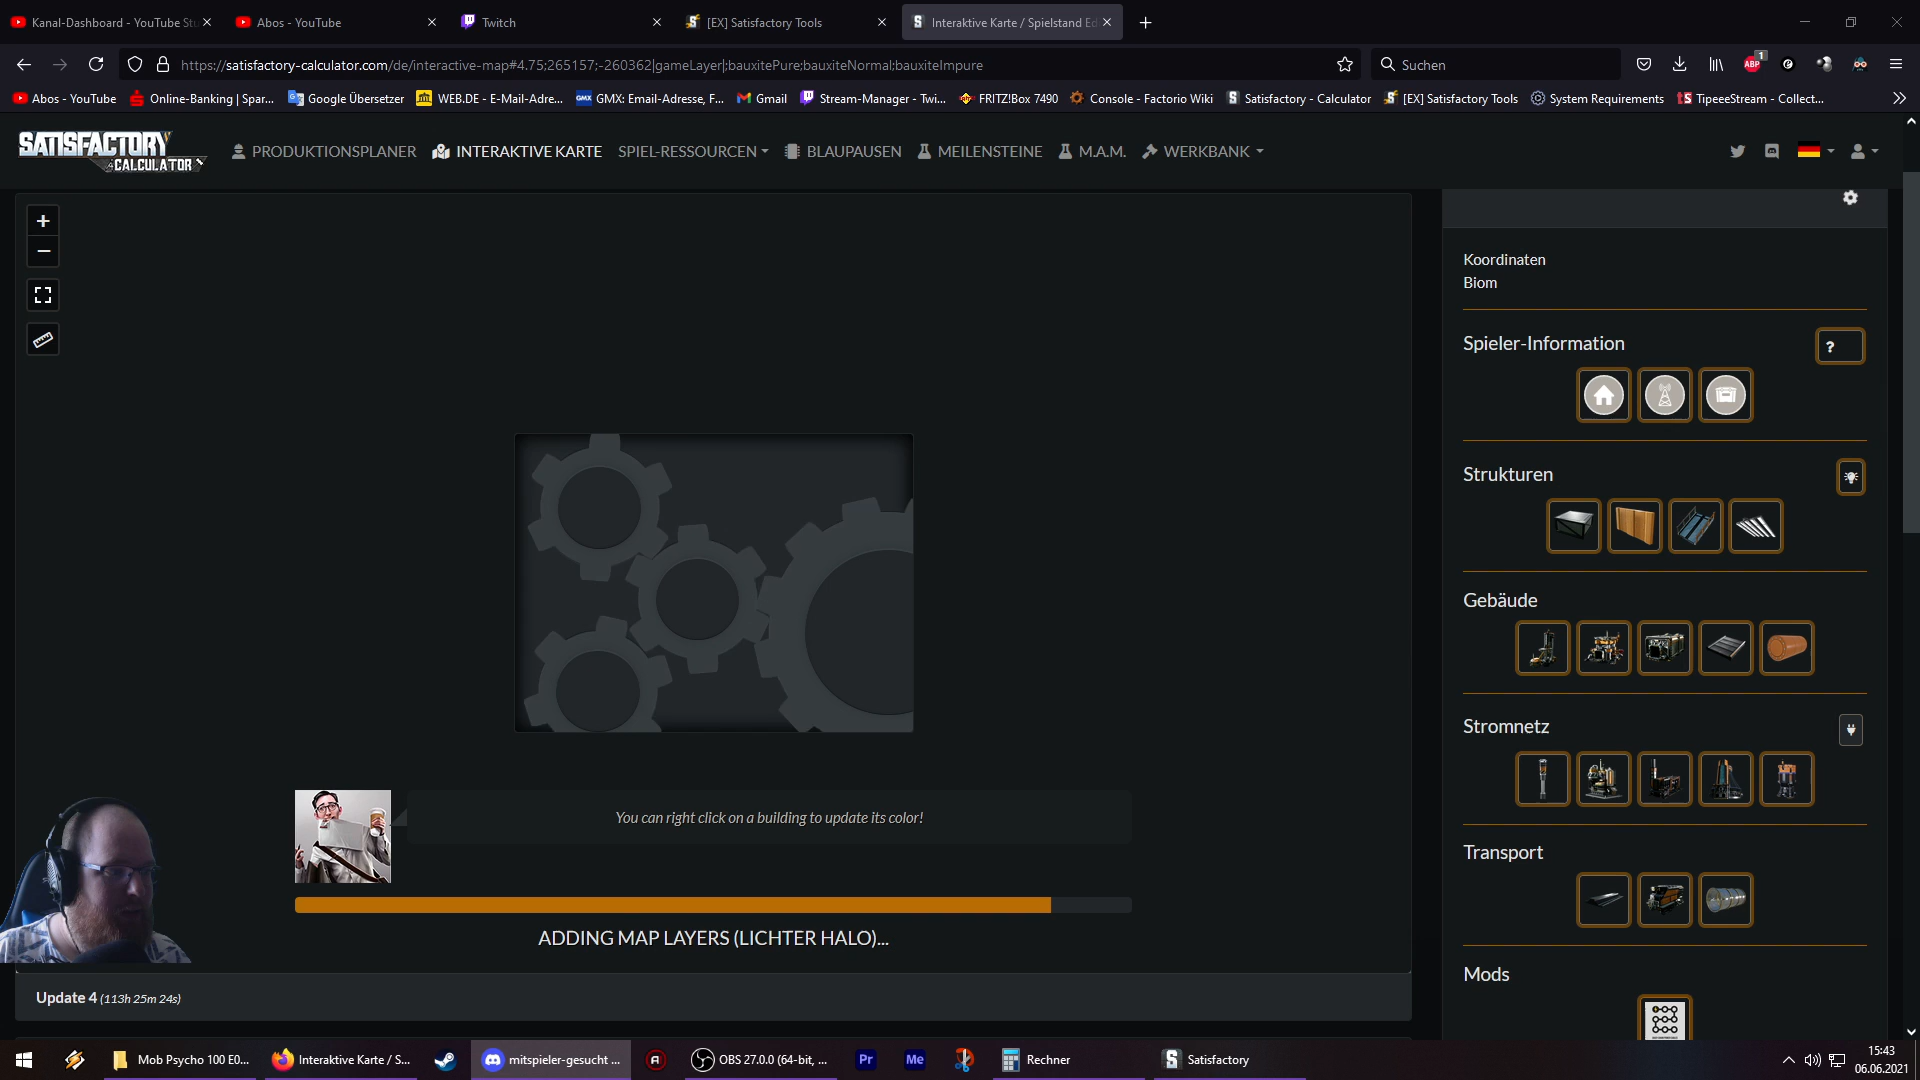 Kanal-Dashboard - YouTube Stu
Abos - YouTube
Twitch
[EX] Satisfactory Tools
Interaktive Karte / Spielstand Ed
https://satisfactory-calculator.com/de/interactive-map#4.75;265157;-260362|gameLayer|;bauxitePure;bauxiteNormal;bauxiteImpure
Suchen
ABP
1
Abos - YouTube
Online-Banking | Spar...
Google Übersetzer
WEB.DE - E-Mail-Adre...
GMX
GMX: Email-Adresse, F...
Gmail
Stream-Manager - Twi...
FRITZ!Box 7490
Console - Factorio Wiki
Satisfactory - Calculator
[EX] Satisfactory Tools
System Requirements
TipeeeStream - Collect...
SATISFACTORY
CALCULATOR
PRODUKTIONSPLANER
INTERAKTIVE KARTE
SPIEL-RESSOURCEN
BLAUPAUSEN
MEILENSTEINE
M.A.M.
WERKBANK
+
−
Koordinaten
Biom
Spieler-Information
?
Strukturen
Gebäude
Stromnetz
Transport
Mods
You can right click on a building to update its color!
ADDING MAP LAYERS (LICHTER HALO)...
Update 4 (113h 25m 24s)
Mob Psycho 100 E0...
Interaktive Karte / S...
mitspieler-gesucht ...
OBS 27.0.0 (64-bit, ...
Pr
Me
Rechner
Satisfactory
15:43
06.06.2021